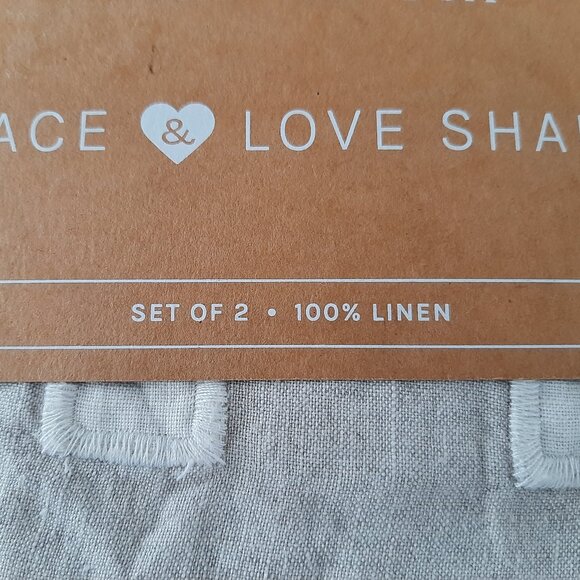 ACE & LOVE SHA
SET OF 2 • 100% LINEN